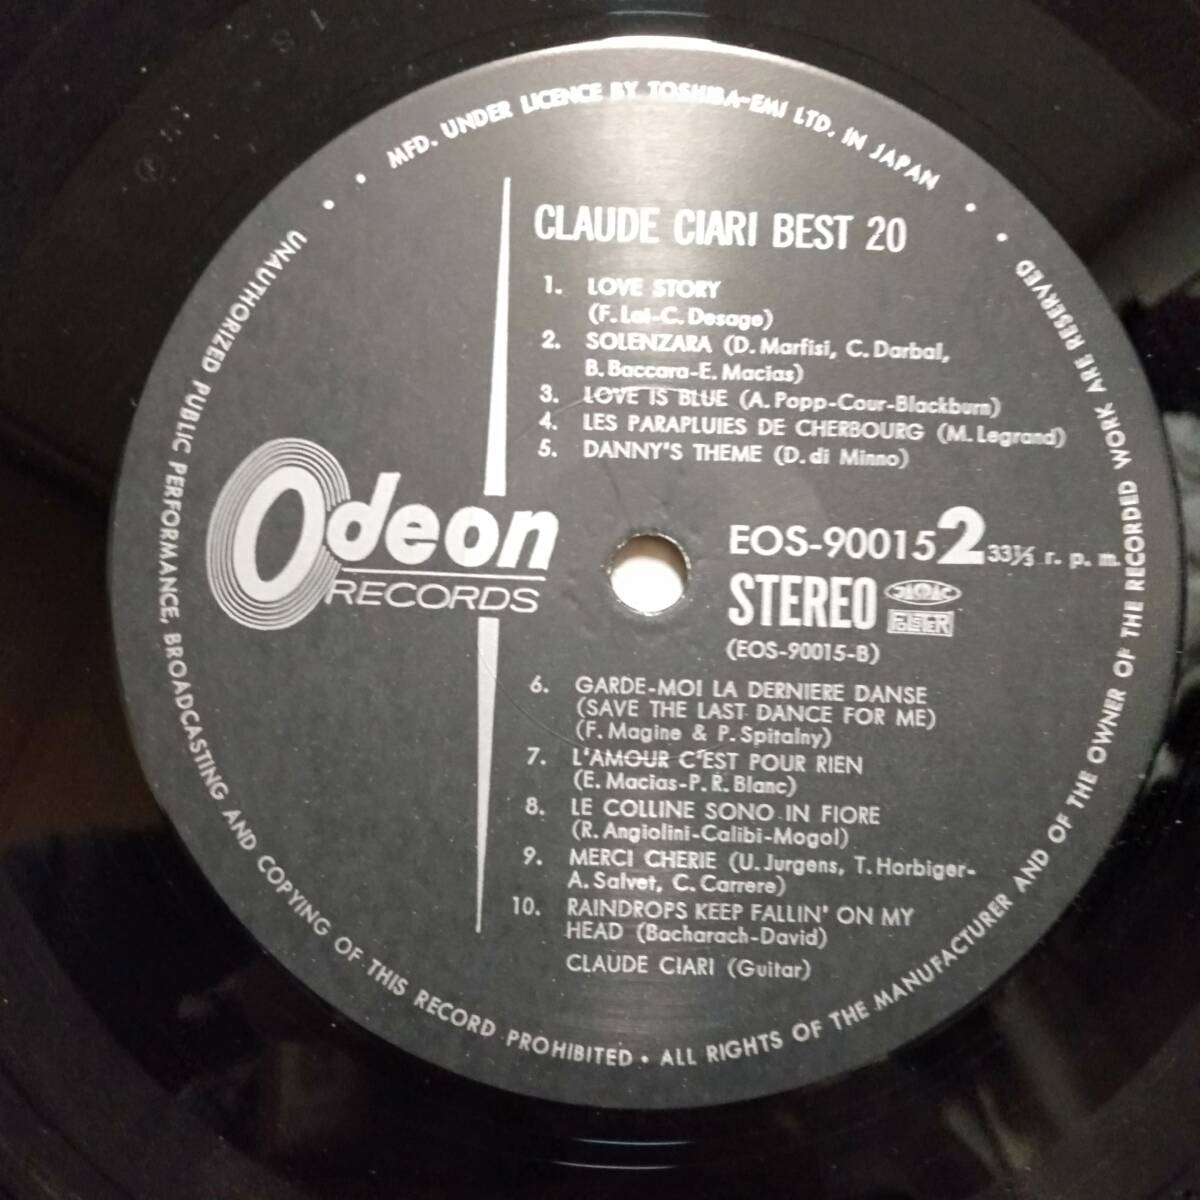 MFD. UNDER LICENCE BY TOSHIBA-EMI LTD. IN JAPAN
CLAUDE CIARI BEST 20
1. LOVE STORY
(F. Lai-C. Desage)
2. SOLENZARA (D. Marfisi, C. Darbal,
B. Baccara-E. Macias)
3. LOVE IS BLUE (A. Popp-Cour-Blackburn)
4. LES PARAPLUIES DE CHERBOURG (M. Legrand)
5. DANNY'S THEME (D. di Minno)
Odeon
RECORDS
EOS-90015 2 33⅓ r. p. m.
STEREO JASRAC
(EOS-90015-B)
6. GARDE-MOI LA DERNIERE DANSE
(SAVE THE LAST DANCE FOR ME)
(F. Magine & P. Spitalny)
7. L'AMOUR C'EST POUR RIEN
(E. Macias-P. R. Blanc)
8. LE COLLINE SONO IN FIORE
(R. Angiolini-Calibi-Mogol)
9. MERCI CHERIE (U. Jurgens, T. Horbiger-
A. Salvet, C. Carrere)
10. RAINDROPS KEEP FALLIN' ON MY
HEAD (Bacharach-David)
CLAUDE CIARI (Guitar)
UNAUTHORIZED PUBLIC PERFORMANCE, BROADCASTING AND COPYING OF THIS RECORD PROHIBITED • ALL RIGHTS OF THE MANUFACTURER AND OF THE OWNER OF THE RECORDED WORK ARE RESERVED